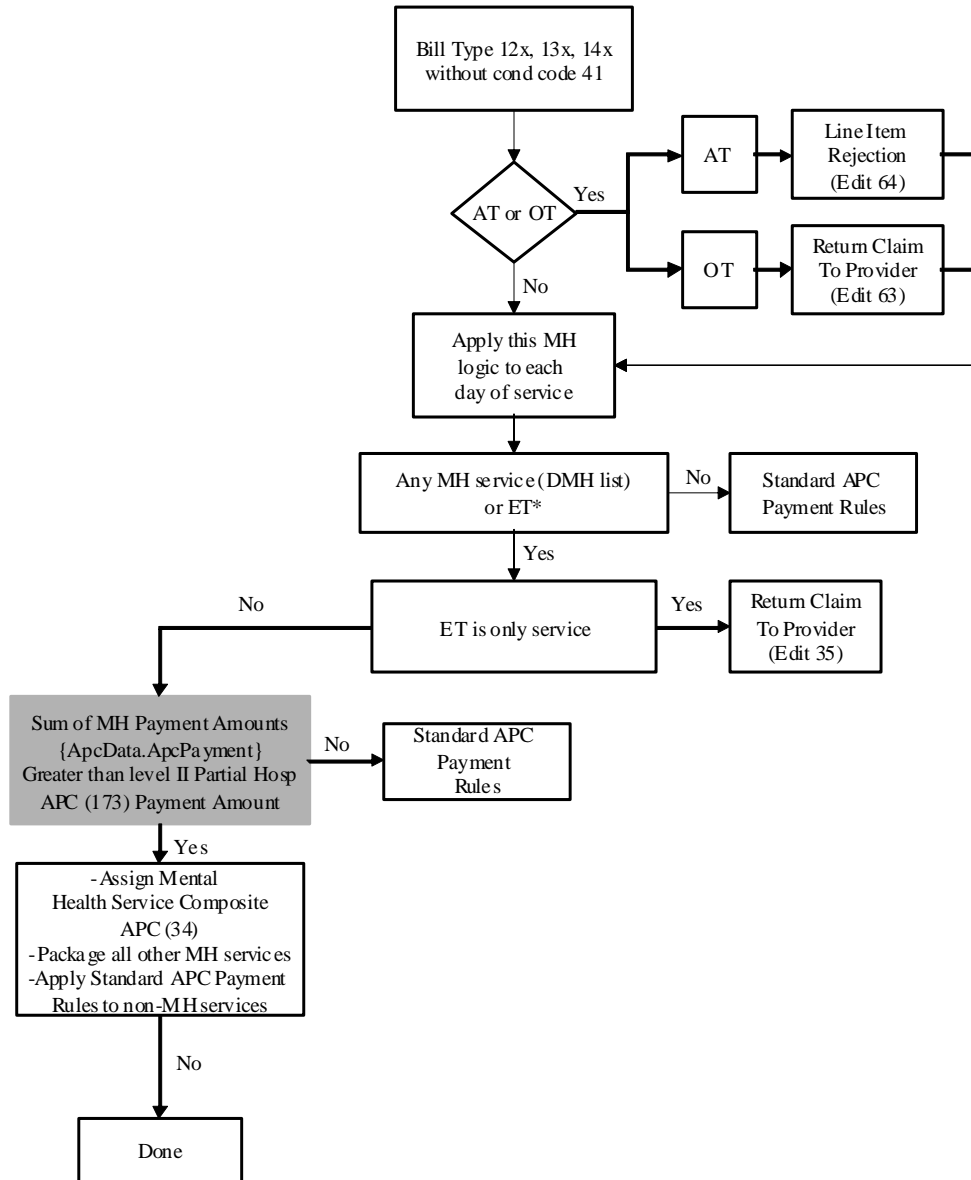 Bill Type 12x, 13x, 14x
without cond code 41
AT or OT
Yes
AT
Line Item
Rejection
(Edit 64)
OT
Return Claim
To Provider
(Edit 63)
No
Apply this MH
logic to each
day of service
Any MH service (DMH list)
or ET*
No
Standard APC
Payment Rules
Yes
ET is only service
No
Yes
Return Claim
To Provider
(Edit 35)
Sum of MH Payment Amounts
{ApcData.ApcPayment}
Greater than level II Partial Hosp
APC (173) Payment Amount
No
Standard APC
Payment
Rules
Yes
-Assign Mental
Health Service Composite
APC (34)
-Package all other MH services
-Apply Standard APC Payment
Rules to non-MH services
No
Done